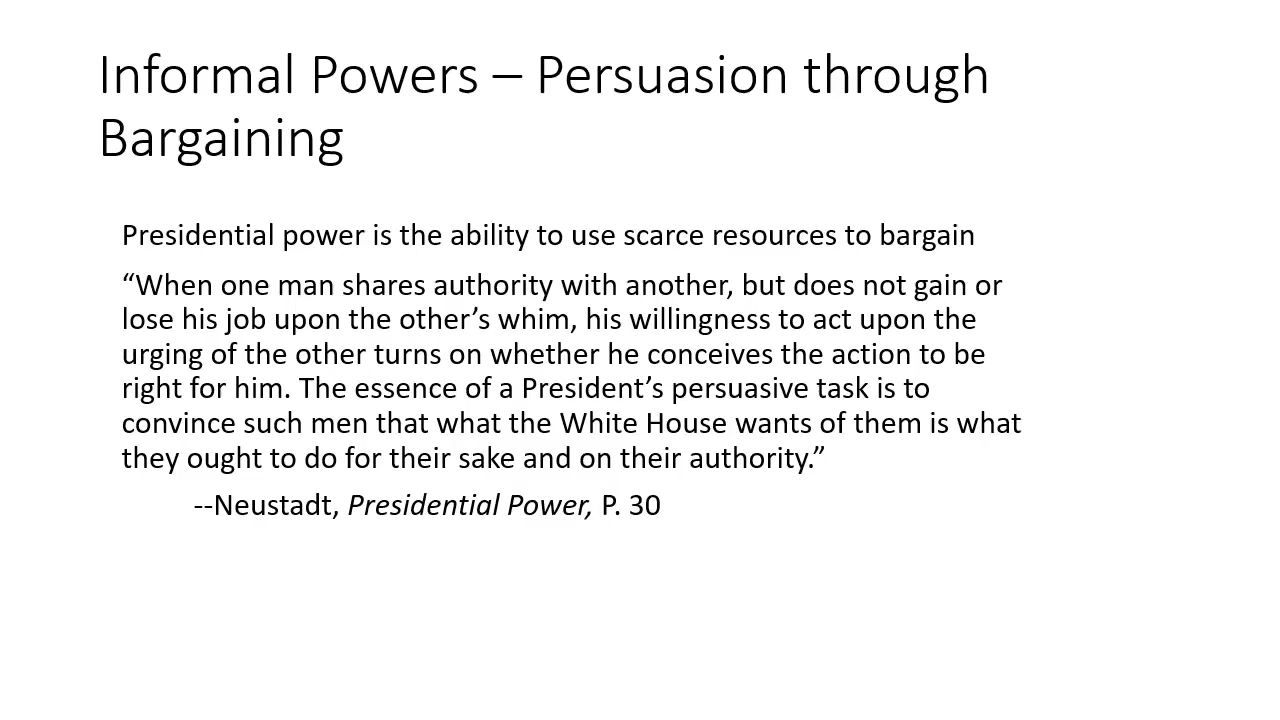 Informal Powers – Persuasion through
Bargaining
Presidential power is the ability to use scarce resources to bargain
“When one man shares authority with another, but does not gain or
lose his job upon the other’s whim, his willingness to act upon the
urging of the other turns on whether he conceives the action to be
right for him. The essence of a President’s persuasive task is to
convince such men that what the White House wants of them is what
they ought to do for their sake and on their authority.”
--Neustadt, Presidential Power, P. 30